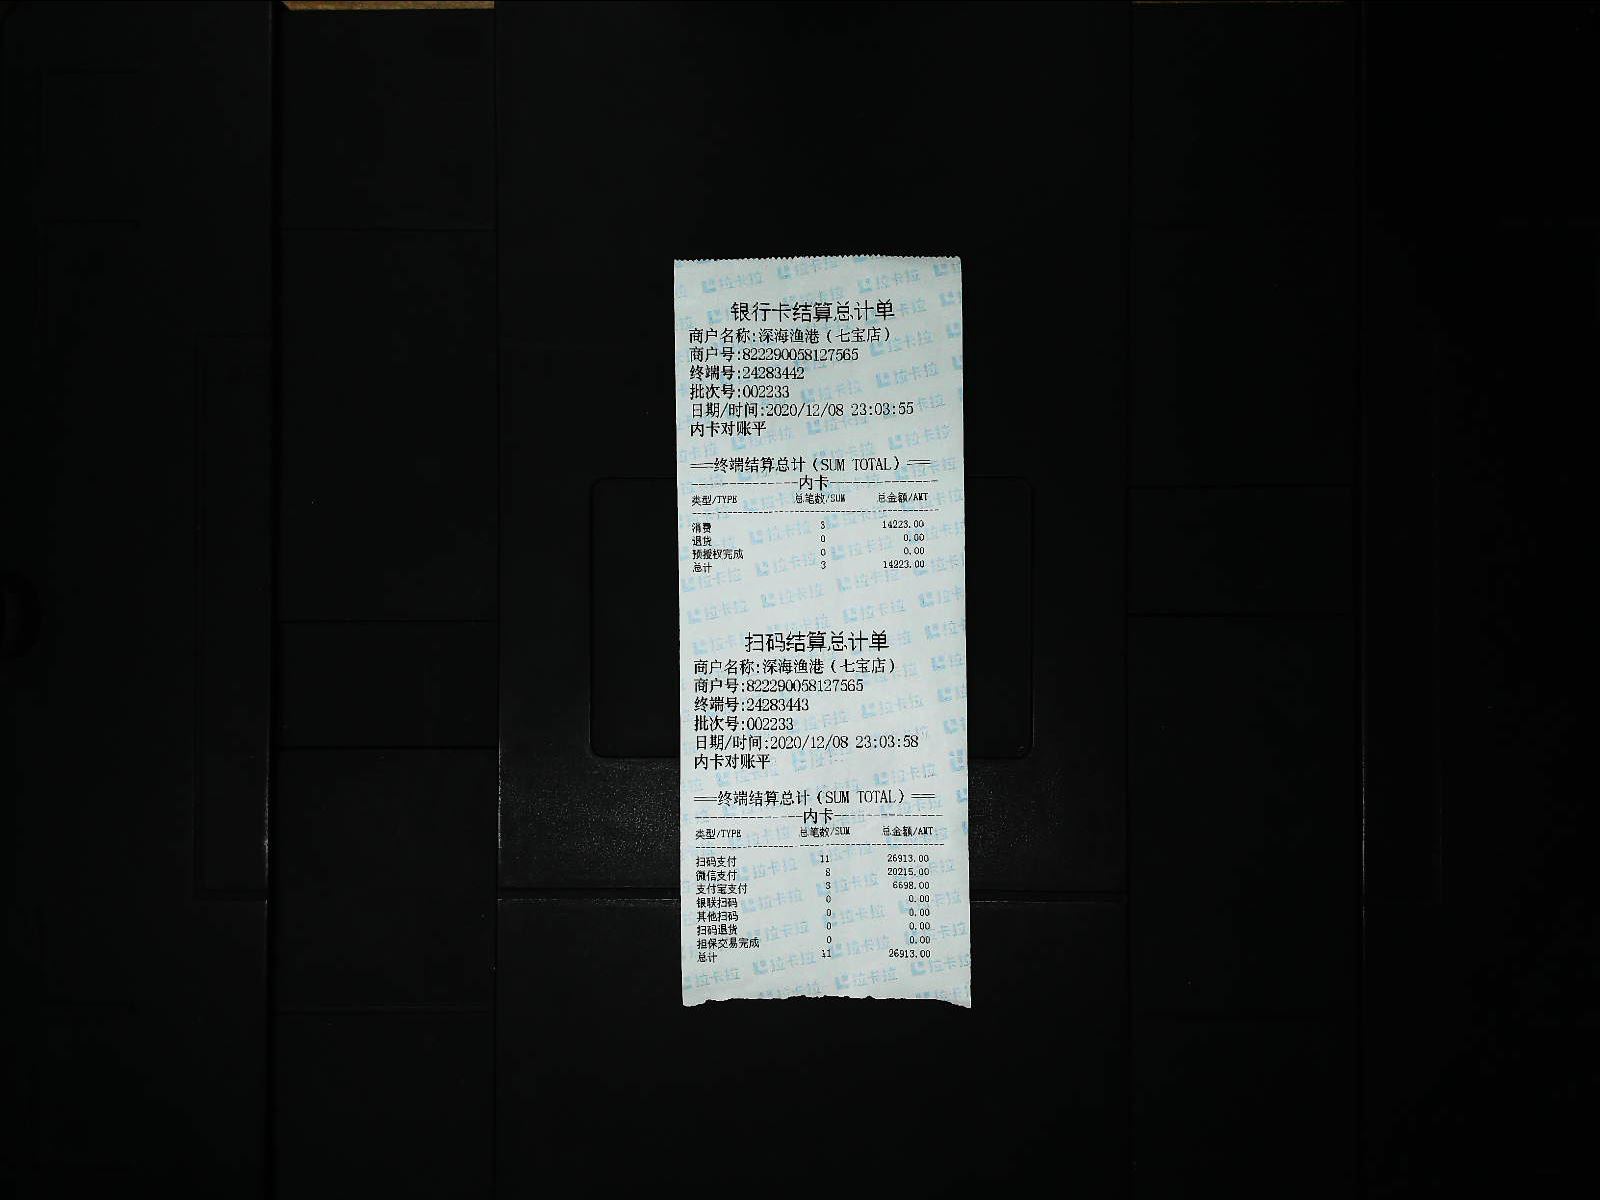 银行卡结算总计单
商户名称:深海渔港（七宝店）
商户号:822290058127565
终端号:24283442
批次号:002233
日期/时间:2020/12/08 23:03:55
内卡对账平
===终端结算总计（SUM TOTAL）===
内卡
类型/TYPE 总笔数/SUM 总金额/AMT
消费 3 14223.00
退货 0 0.00
预授权完成 0 0.00
总计 3 14223.00
扫码结算总计单
商户名称:深海渔港（七宝店）
商户号:822290058127565
终端号:24283443
批次号:002233
日期/时间:2020/12/08 23:03:58
内卡对账平
===终端结算总计（SUM TOTAL）===
内卡
类型/TYPE 总笔数/SUM 总金额/AMT
扫码支付 11 26913.00
微信支付 8 20215.00
支付宝支付 3 6698.00
银联扫码 0 0.00
其他扫码 0 0.00
扫码退货 0 0.00
担保交易完成 0 0.00
总计 11 26913.00